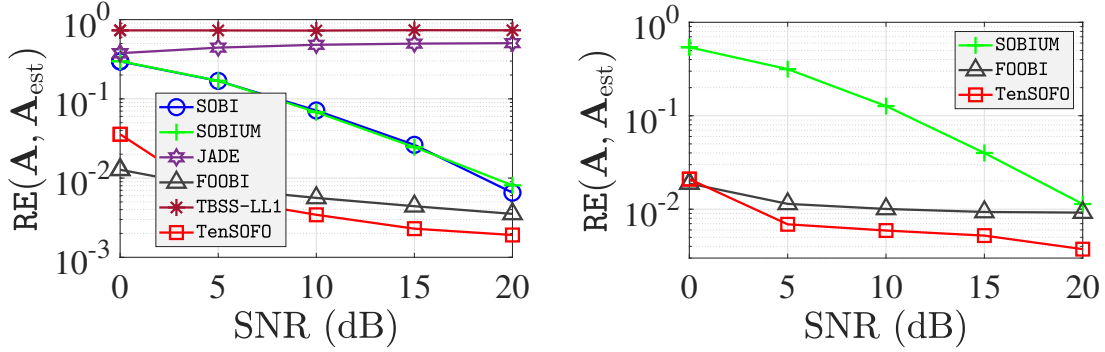 10^0
10^-1
10^-2
10^-3
RE(A, A_est)
SOBI
SOBIUM
JADE
FOOBI
TBSS-LL1
TenSOFO
0 5 10 15 20
SNR (dB)
10^0
10^-1
10^-2
RE(A, A_est)
SOBIUM
FOOBI
TenSOFO
0 5 10 15 20
SNR (dB)